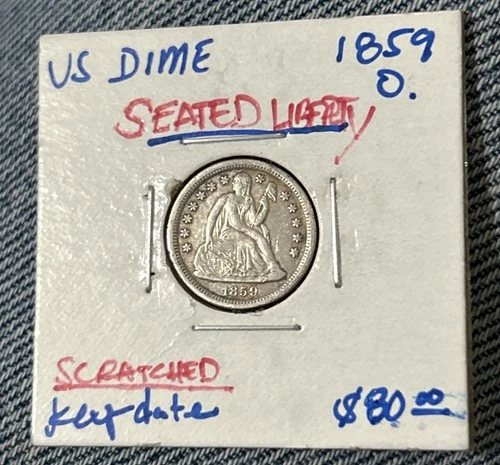 US DIME 1859
O.
SEATED LIBERTY
1859
SCRATCHED
key date $80.00